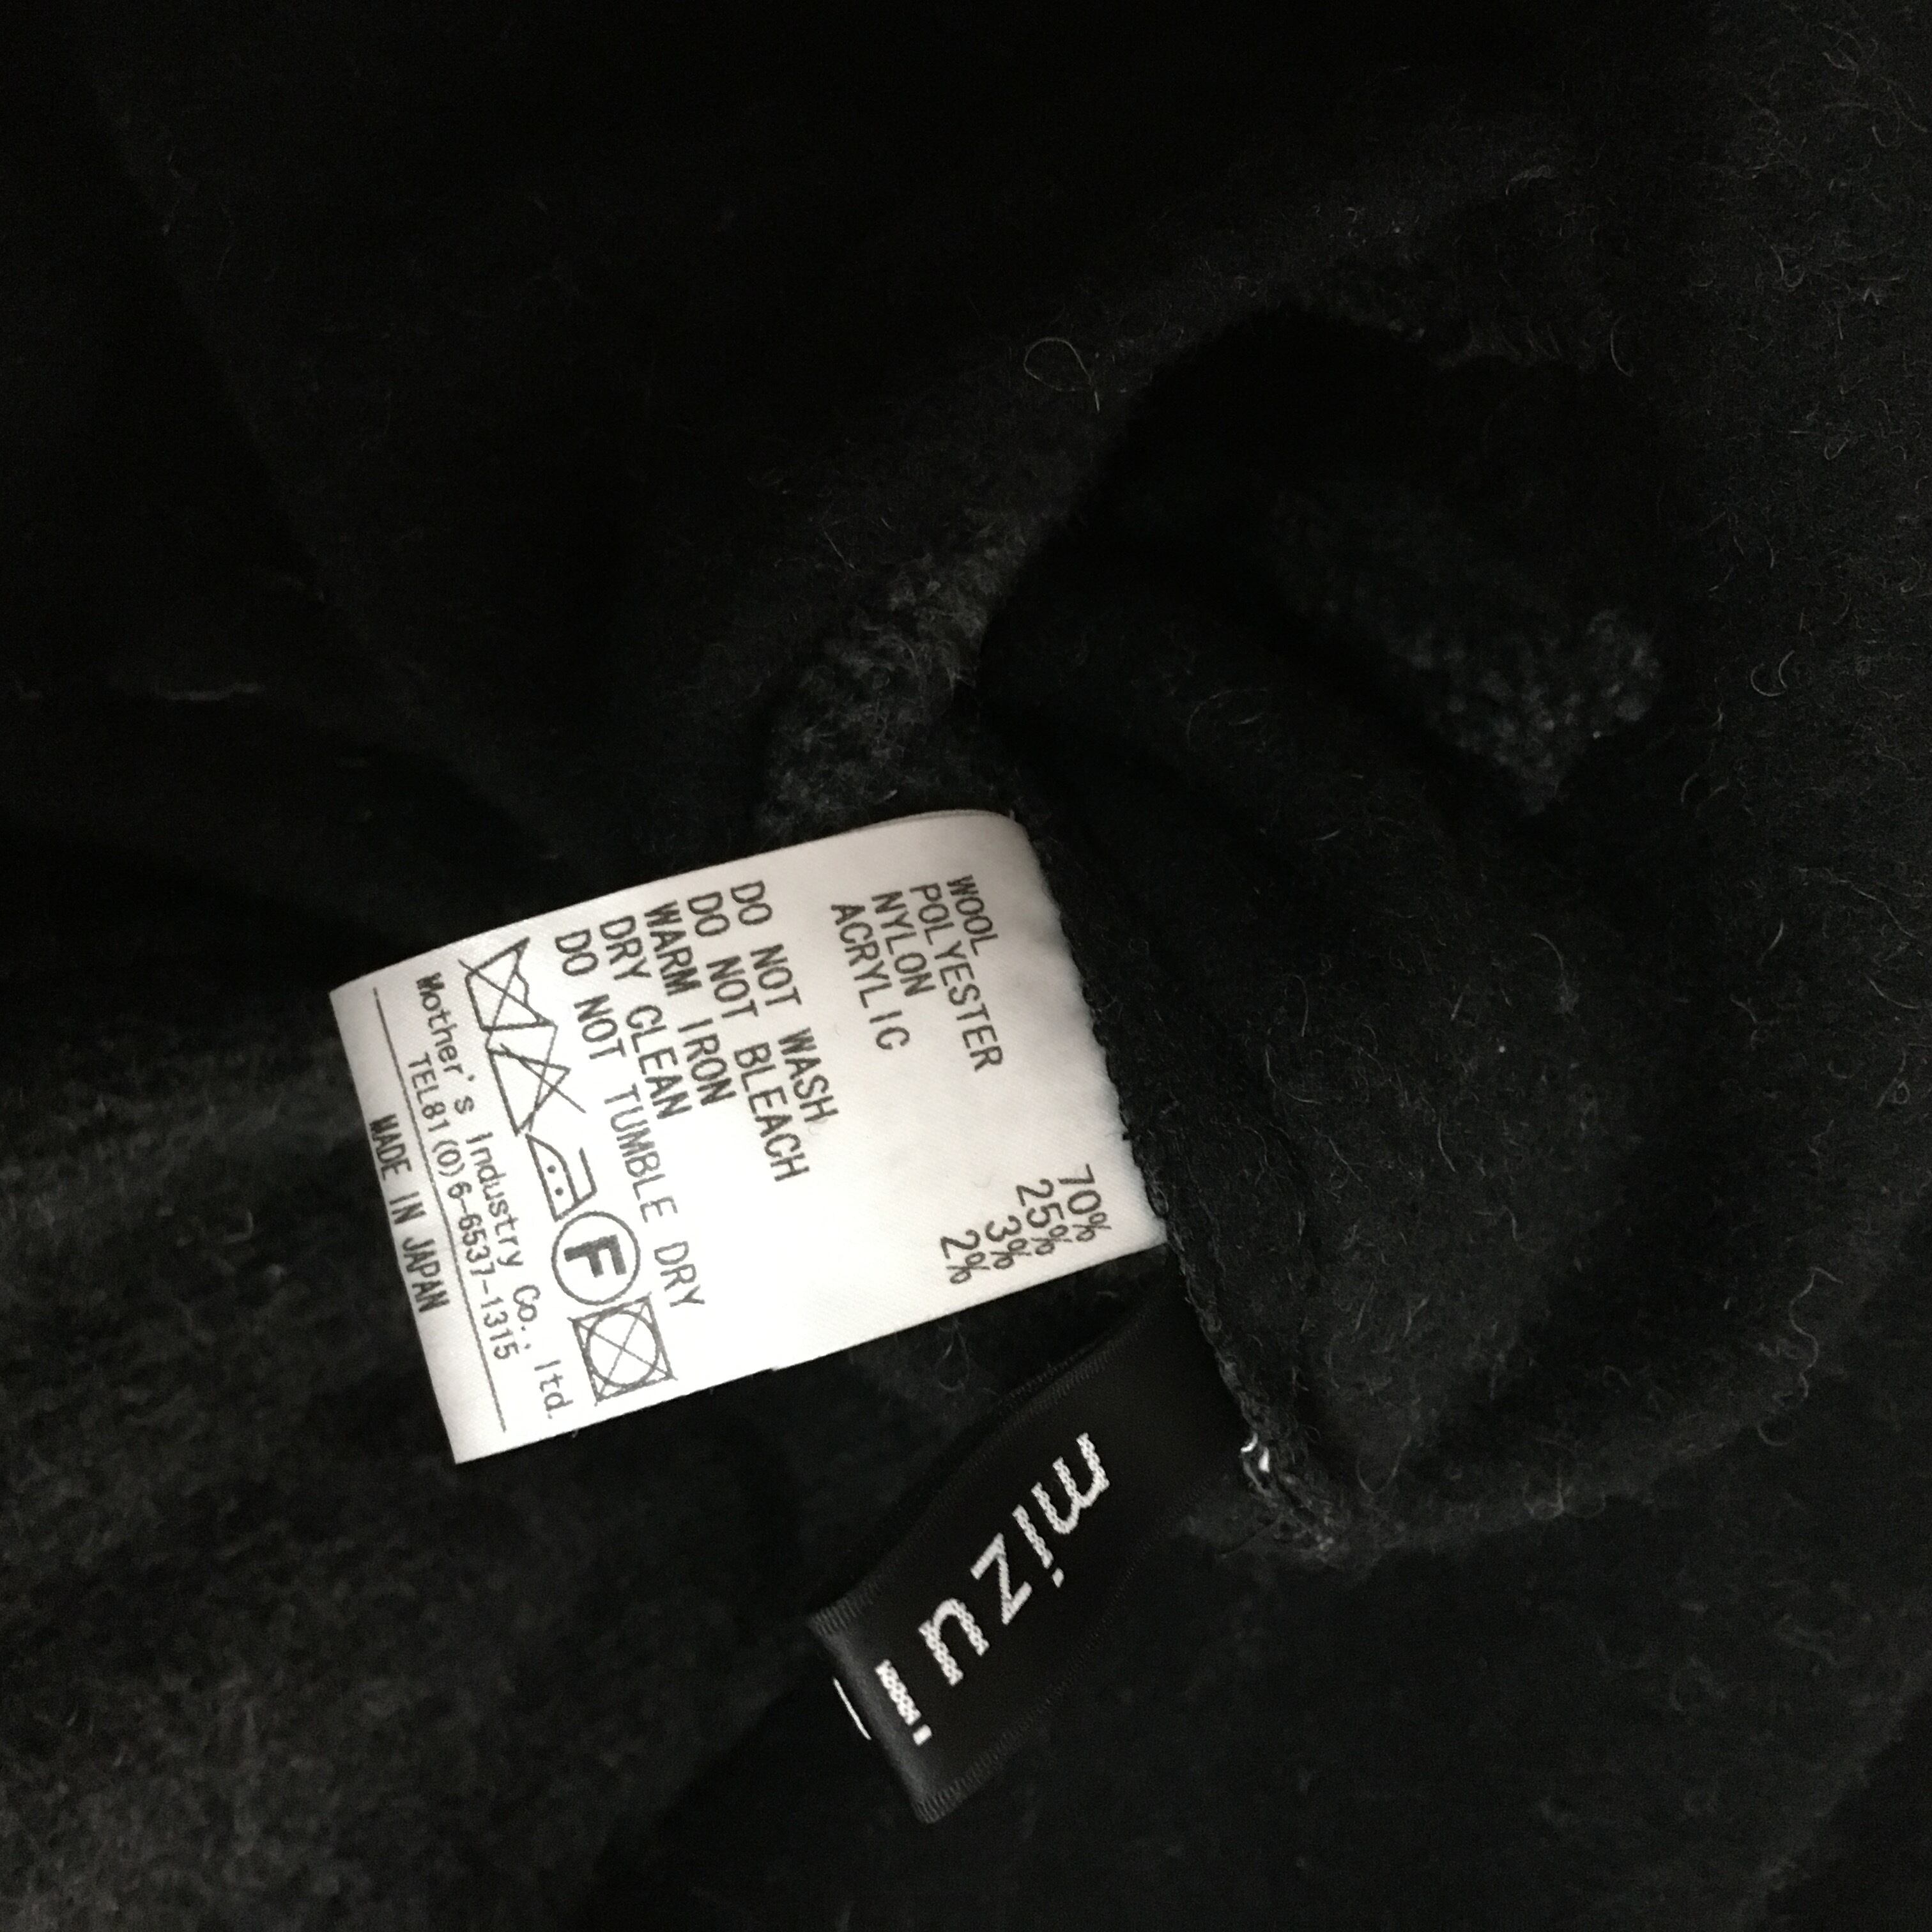 WOOL 70%
POLYESTER 25%
NYLON 3%
ACRYLIC 2%
DO NOT WASH
DO NOT BLEACH
WARM IRON
DRY CLEAN
DO NOT TUMBLE DRY
F
Mother's Industry Co.; ltd.
TEL81(0)6-6537-1315
MADE IN JAPAN
mizuiro